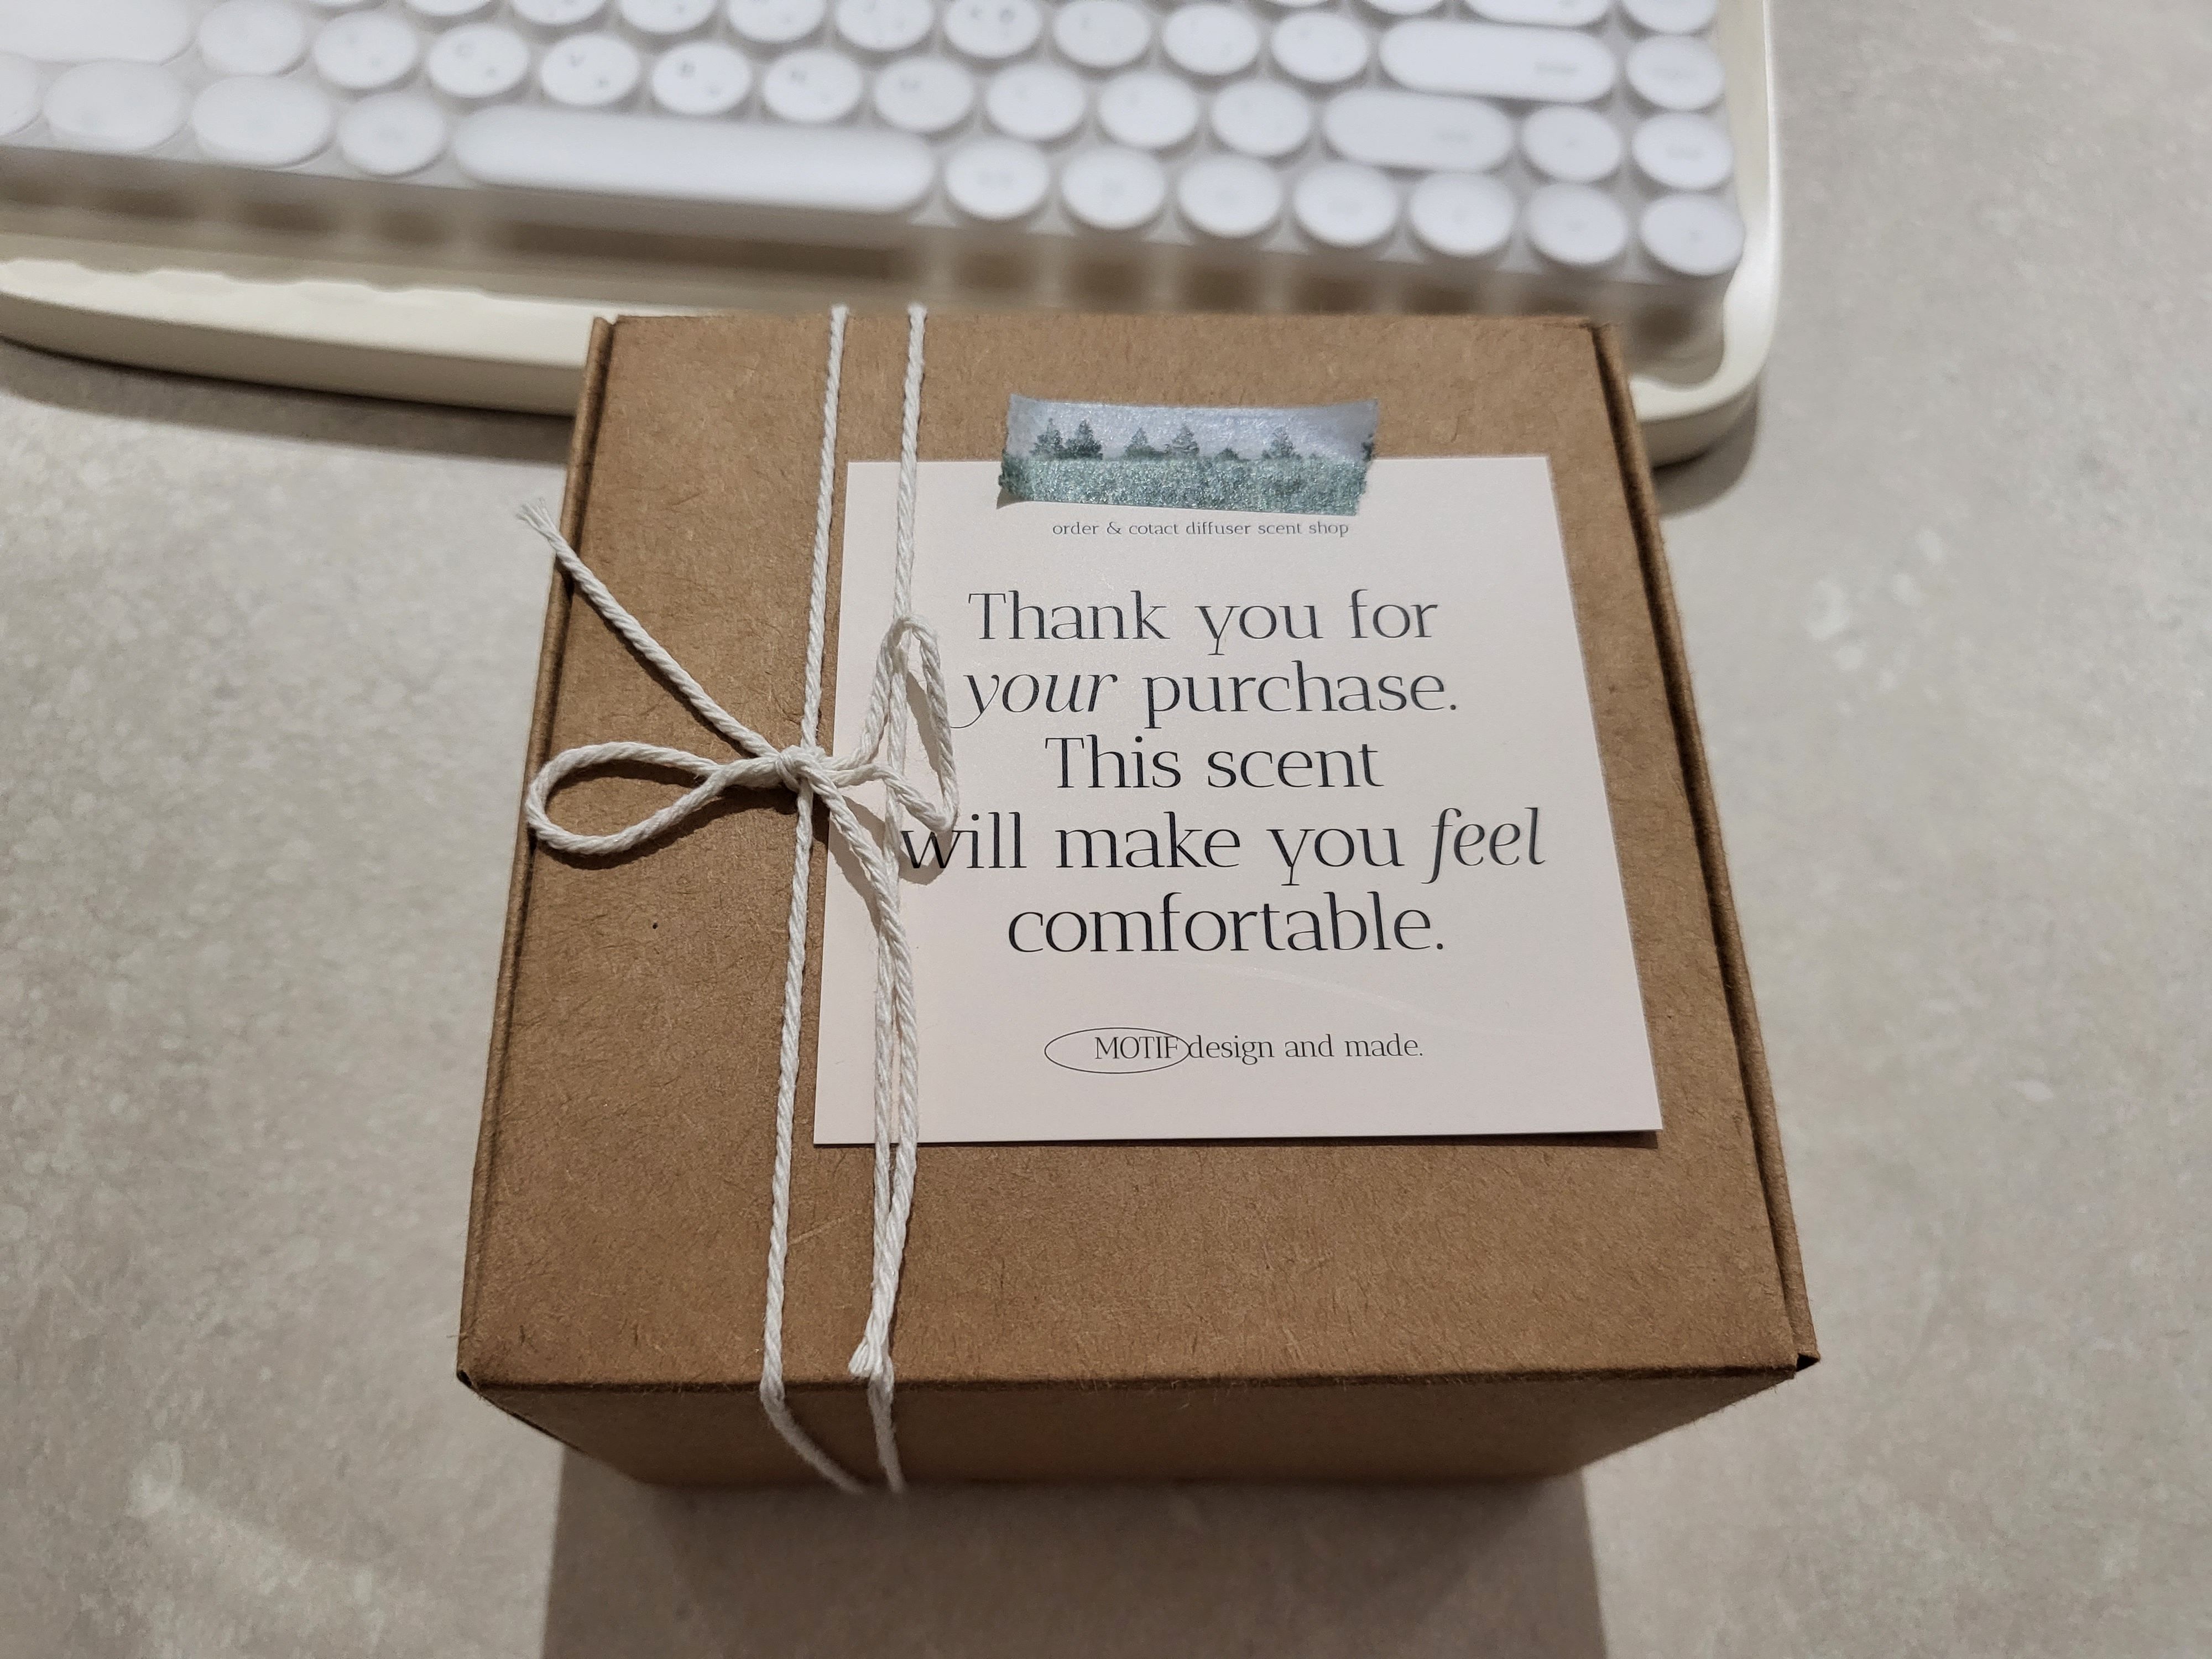 order & cotact diffuser scent shop
Thank you for
your purchase.
This scent
will make you feel
comfortable.
MOTIF design and made.